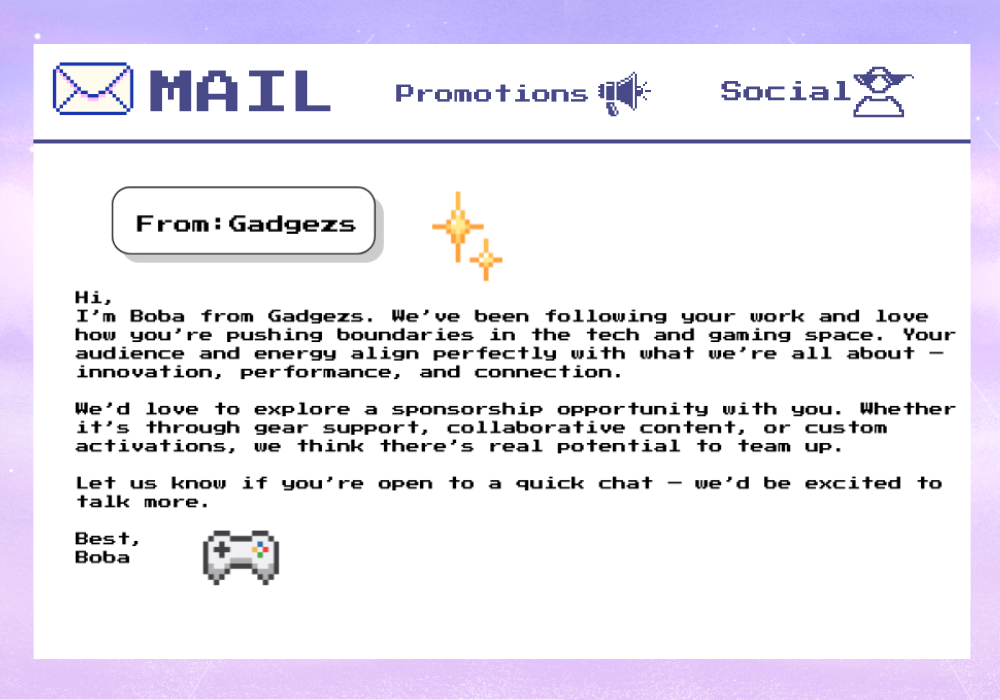 MAIL
Promotions
Social
From:Gadgezs
Hi,
I'm Boba from Gadgezs. We've been following your work and love
how you're pushing boundaries in the tech and gaming space. Your
audience and energy align perfectly with what we're all about –
innovation, performance, and connection.
We'd love to explore a sponsorship opportunity with you. Whether
it's through gear support, collaborative content, or custom
activations, we think there's real potential to team up.
Let us know if you're open to a quick chat – we'd be excited to
talk more.
Best,
Boba